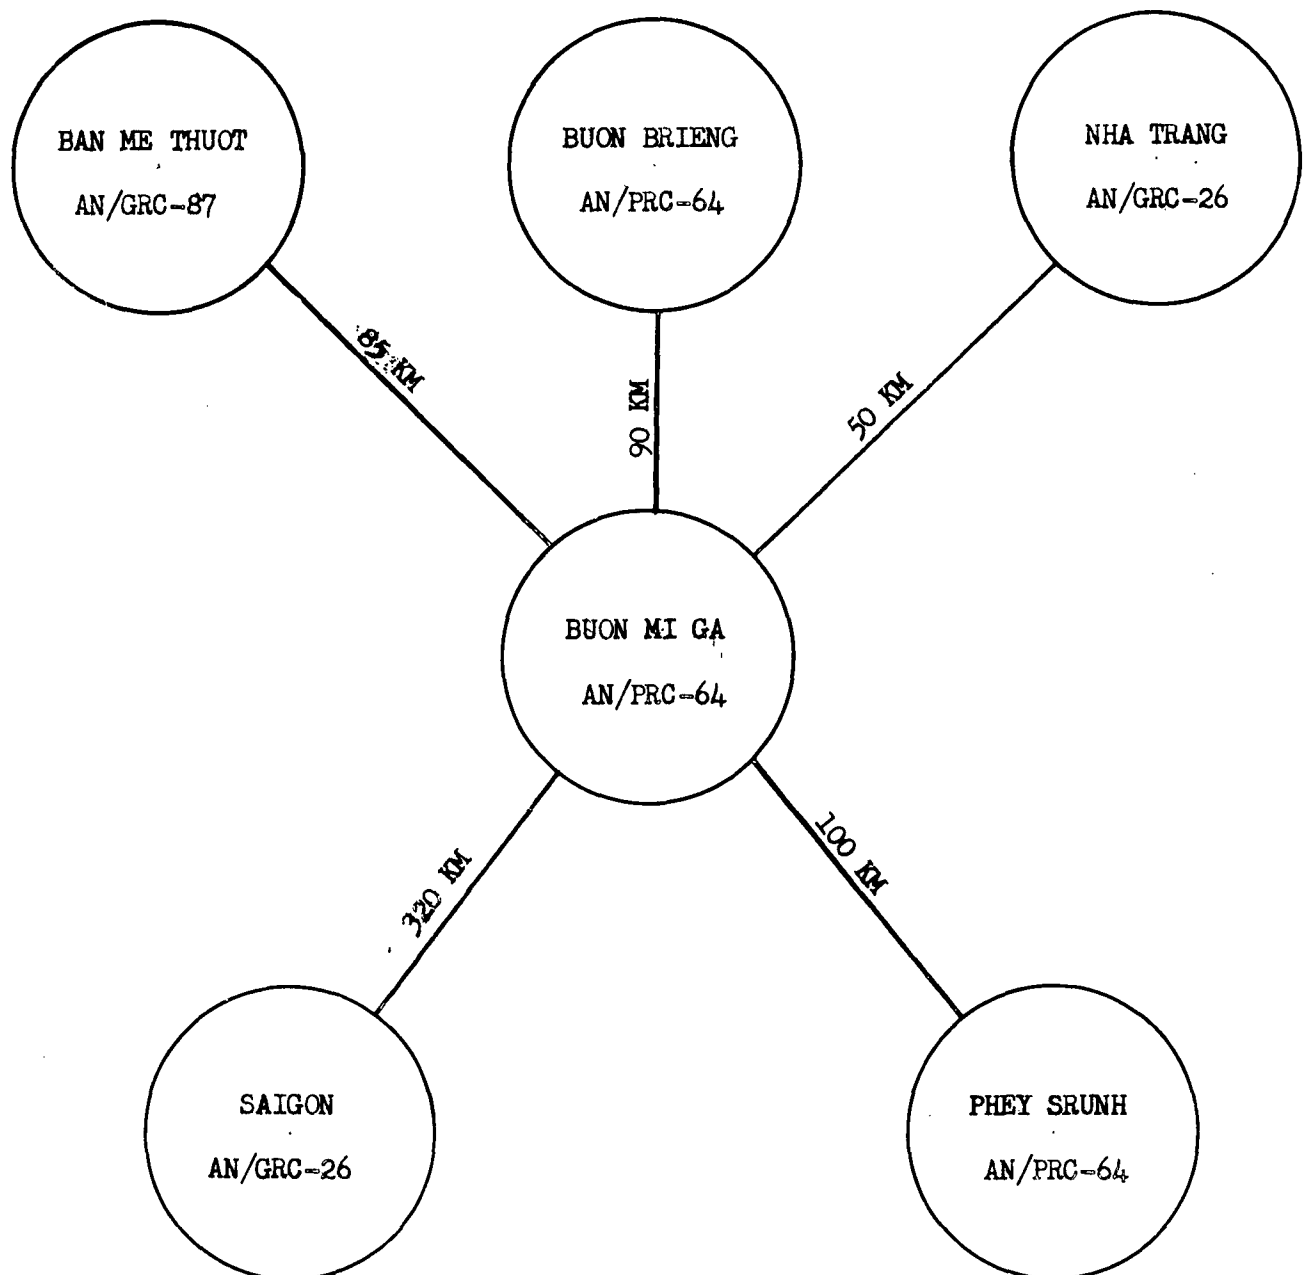 BAN ME THUOT
AN/GRC-87
BUON BRIENG
AN/PRC-64
NHA TRANG
AN/GRC-26
85 KM
90 KM
50 KM
BUON MI GA
AN/PRC-64
320 KM
100 KM
SAIGON
AN/GRC-26
PHEY SRUNH
AN/PRC-64